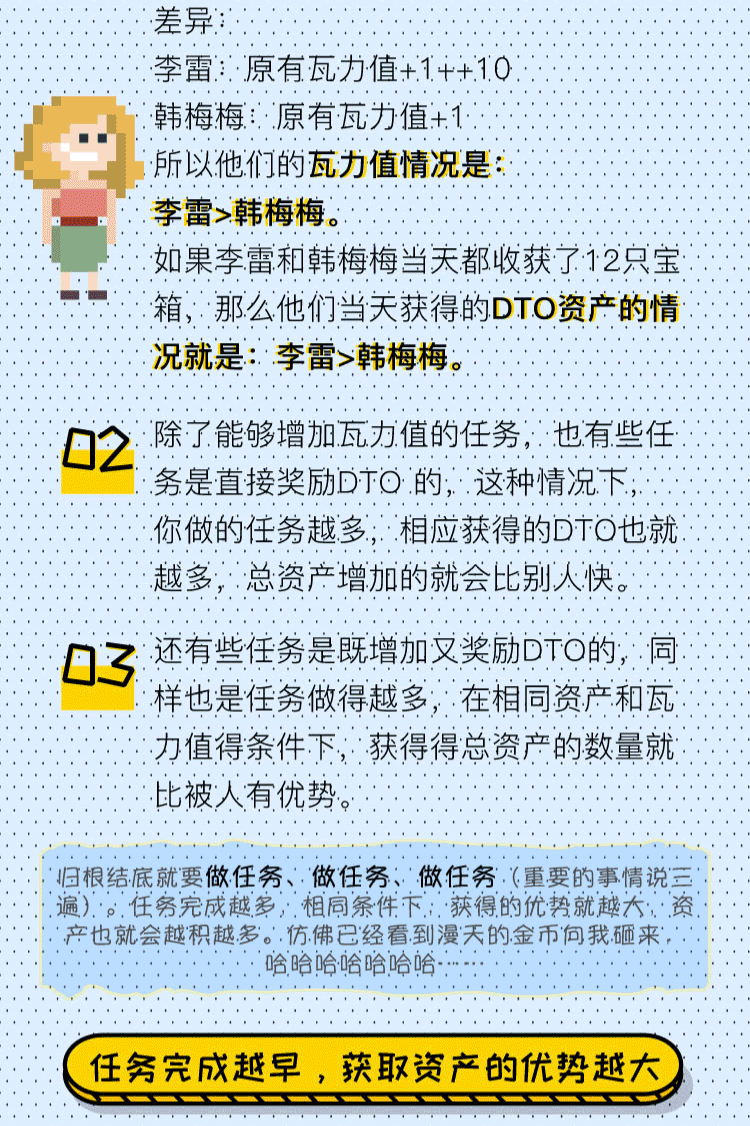 差异：
李雷：原有瓦力值+1++10
韩梅梅：原有瓦力值+1
所以他们的瓦力值情况是：
李雷>韩梅梅。
如果李雷和韩梅梅当天都收获了12只宝
箱，那么他们当天获得的DTO资产的情
况就是：李雷>韩梅梅。
02
除了能够增加瓦力值的任务，也有些任
务是直接奖励DTO 的，这种情况下，
你做的任务越多，相应获得的DTO也就
越多，总资产增加的就会比别人快。
03
还有些任务是既增加又奖励DTO的，同
样也是任务做得越多，在相同资产和瓦
力值得条件下，获得得总资产的数量就
比被人有优势。
归根结底就要做任务、做任务、做任务（重要的事情说三
遍）。任务完成越多，相同条件下，获得的优势就越大，资
产也就会越积越多。仿佛已经看到漫天的金币向我砸来，
哈哈哈哈哈哈哈……
任务完成越早，获取资产的优势越大